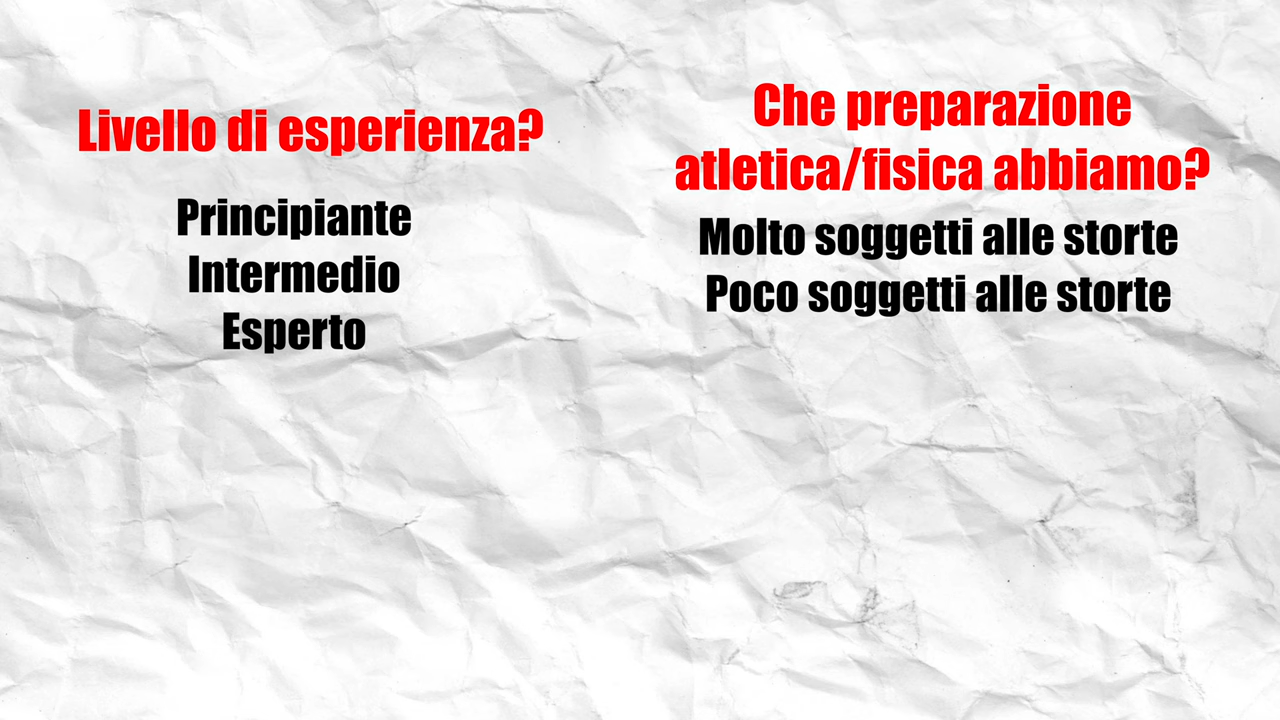 Livello di esperienza?
Principiante
Intermedio
Esperto
Che preparazione
atletica/fisica abbiamo?
Molto soggetti alle storte
Poco soggetti alle storte